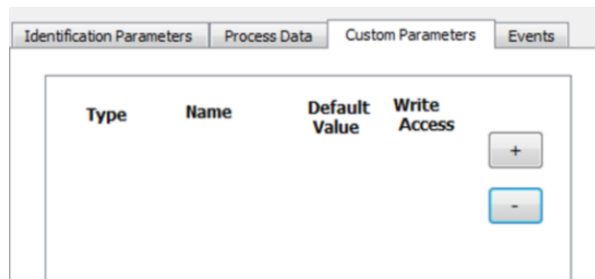 Identification Parameters Process Data Custom Parameters Events
Type Name Default Write
Value Access
+
-